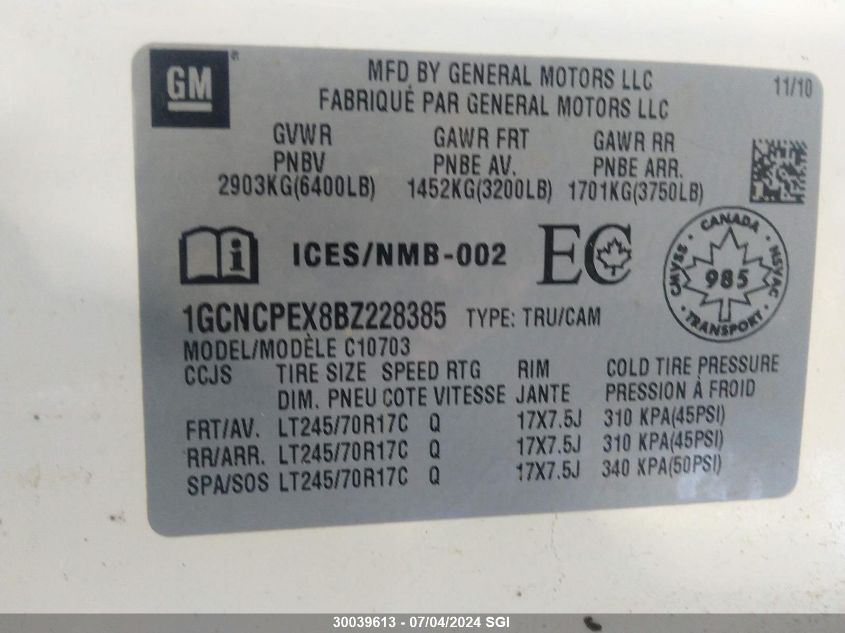 GM
MFD BY GENERAL MOTORS LLC
11/10
FABRIQUÉ PAR GENERAL MOTORS LLC
GVWR GAWR FRT GAWR RR
PNBV PNBE AV. PNBE ARR.
2903KG(6400LB) 1452KG(3200LB) 1701KG(3750LB)
i ICES/NMB-002 EC
CANADA
CMVSS 985 NSVAC
TRANSPORT
1GCNCPEX8BZ228385 TYPE: TRU/CAM
MODEL/MODÈLE C10703
CCJS TIRE SIZE SPEED RTG RIM COLD TIRE PRESSURE
DIM. PNEU COTE VITESSE JANTE PRESSION À FROID
FRT/AV. LT245/70R17C Q 17X7.5J 310 KPA(45PSI)
RR/ARR. LT245/70R17C Q 17X7.5J 310 KPA(45PSI)
SPA/SOS LT245/70R17C Q 17X7.5J 340 KPA(50PSI)
30039613 - 07/04/2024 SGI